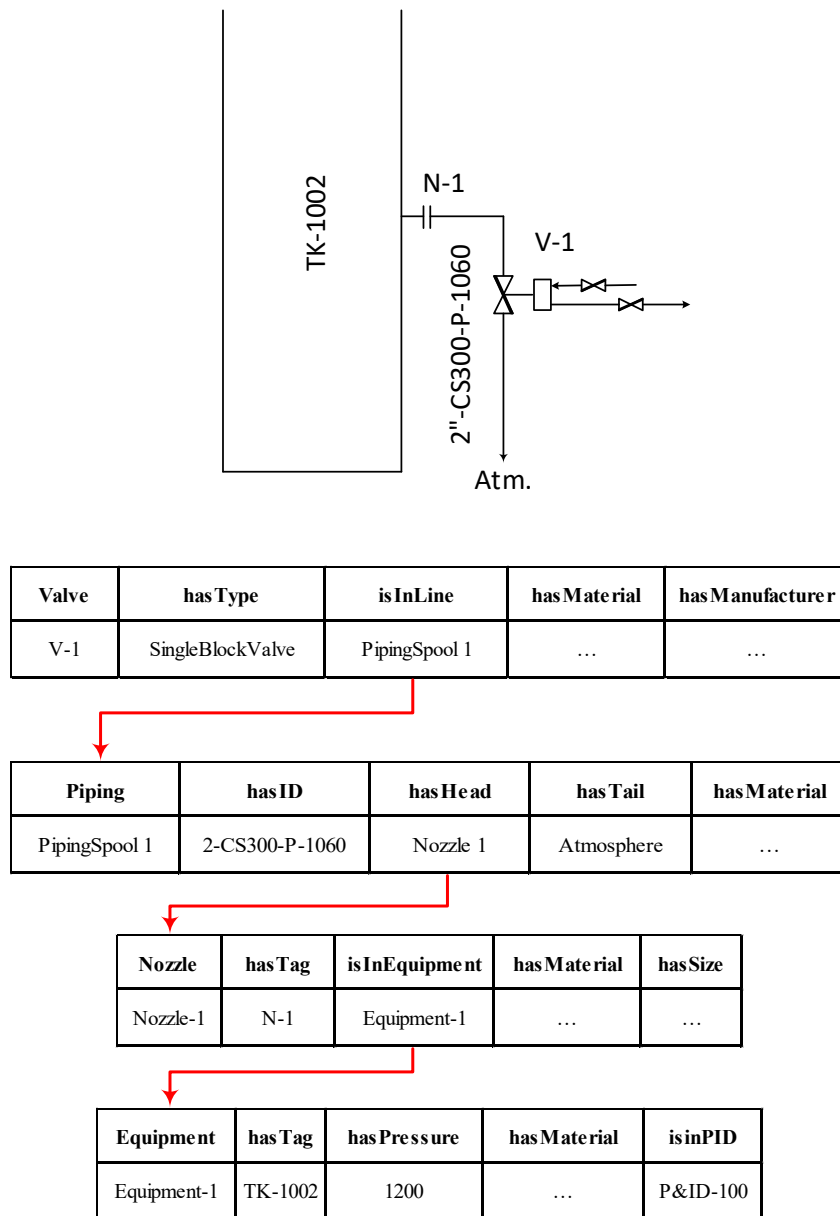 TK-1002
N-1
V-1
2"-CS300-P-1060
Atm.
Valve hasType isInLine hasMaterial hasManufacturer
V-1 SingleBlockValve PipingSpool 1 … …
Piping hasID hasHead hasTail hasMaterial
PipingSpool 1 2-CS300-P-1060 Nozzle 1 Atmosphere …
Nozzle hasTag isInEquipment hasMaterial hasSize
Nozzle-1 N-1 Equipment-1 … …
Equipment hasTag hasPressure hasMaterial isinPID
Equipment-1 TK-1002 1200 … P&ID-100